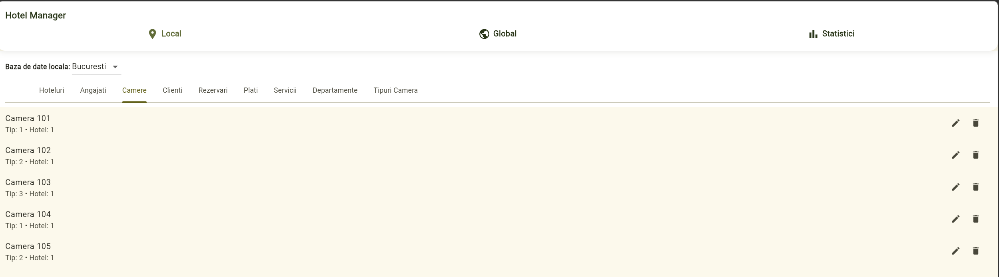 Hotel Manager
Local Global Statistici
Baza de date locala: Bucuresti
Hoteluri Angajati Camere Clienti Rezervari Plati Servicii Departamente Tipuri Camera
Camera 101
Tip: 1 • Hotel: 1
Camera 102
Tip: 2 • Hotel: 1
Camera 103
Tip: 3 • Hotel: 1
Camera 104
Tip: 1 • Hotel: 1
Camera 105
Tip: 2 • Hotel: 1